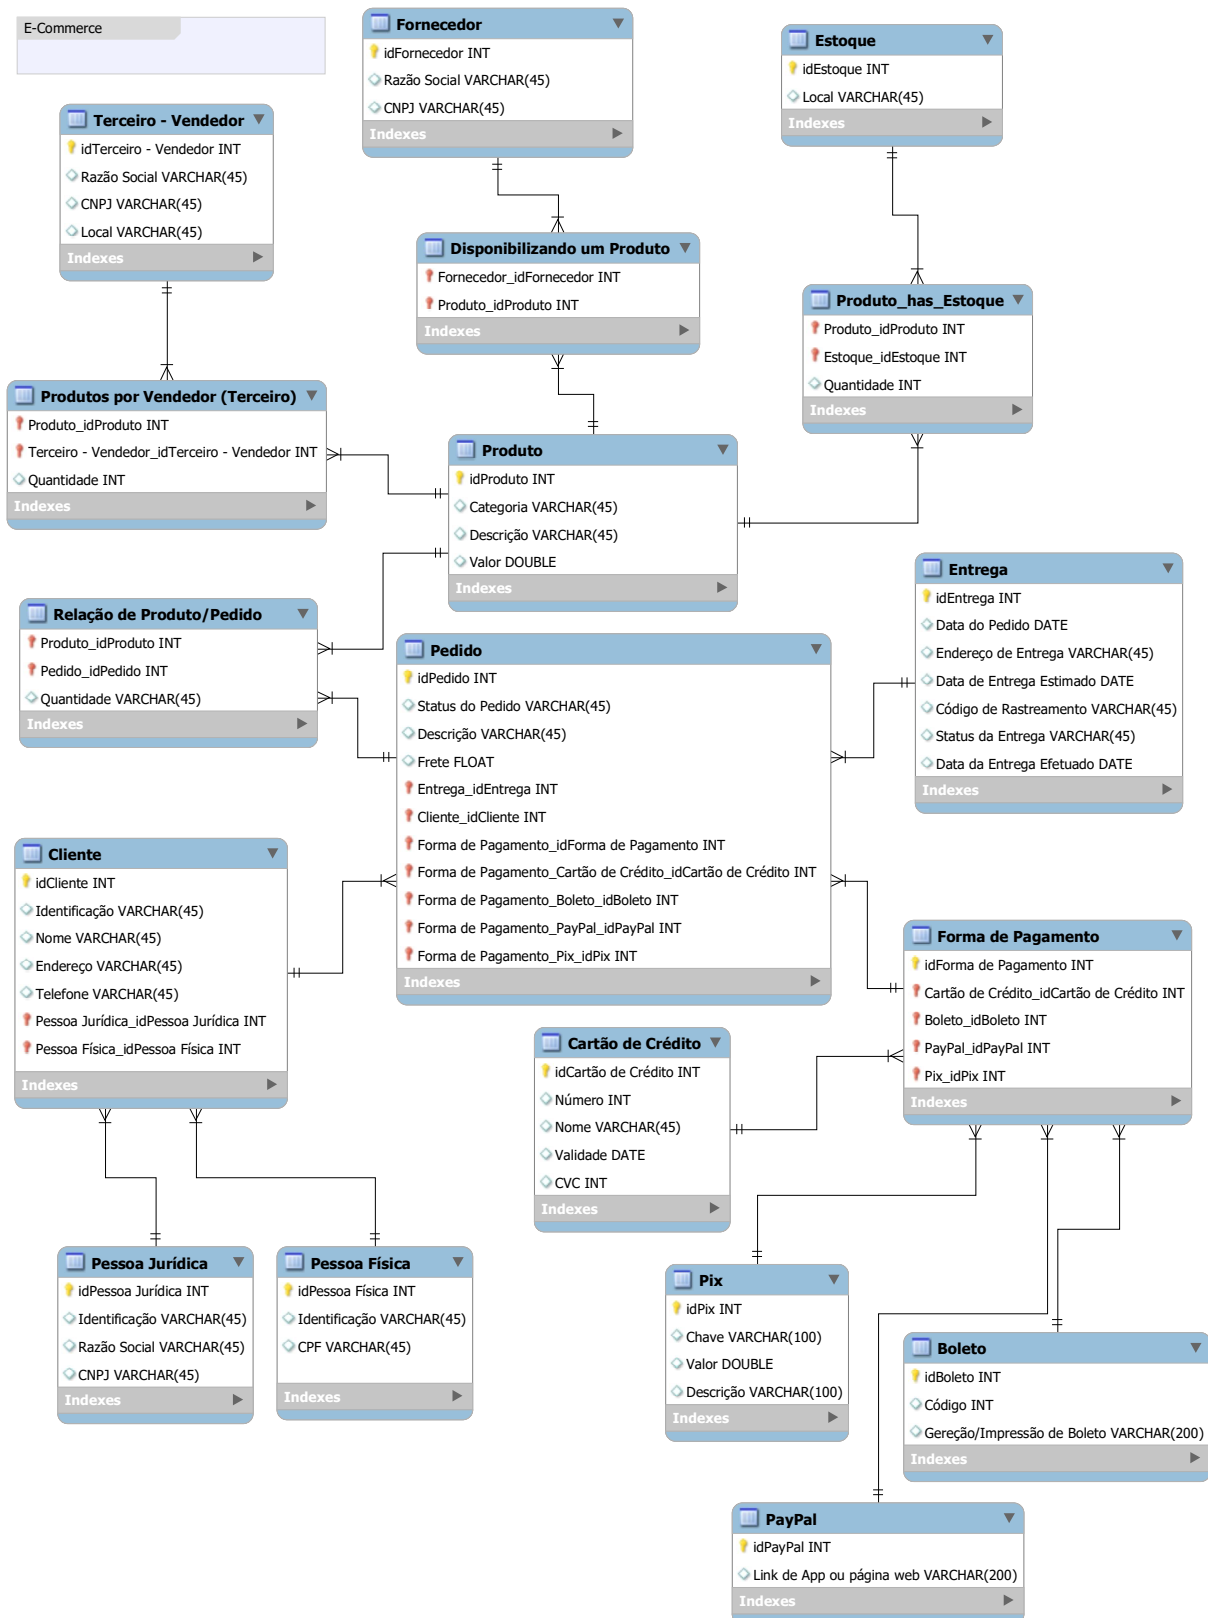 E-Commerce
Fornecedor
idFornecedor INT
Razão Social VARCHAR(45)
CNPJ VARCHAR(45)
Indexes
Estoque
idEstoque INT
Local VARCHAR(45)
Indexes
Terceiro - Vendedor
idTerceiro - Vendedor INT
Razão Social VARCHAR(45)
CNPJ VARCHAR(45)
Local VARCHAR(45)
Indexes
Disponibilizando um Produto
Fornecedor_idFornecedor INT
Produto_idProduto INT
Indexes
Produto_has_Estoque
Produto_idProduto INT
Estoque_idEstoque INT
Quantidade INT
Indexes
Produtos por Vendedor (Terceiro)
Produto_idProduto INT
Terceiro - Vendedor_idTerceiro - Vendedor INT
Quantidade INT
Indexes
Produto
idProduto INT
Categoria VARCHAR(45)
Descrição VARCHAR(45)
Valor DOUBLE
Indexes
Entrega
idEntrega INT
Data do Pedido DATE
Endereço de Entrega VARCHAR(45)
Data de Entrega Estimado DATE
Código de Rastreamento VARCHAR(45)
Status da Entrega VARCHAR(45)
Data da Entrega Efetuado DATE
Indexes
Relação de Produto/Pedido
Produto_idProduto INT
Pedido_idPedido INT
Quantidade VARCHAR(45)
Indexes
Pedido
idPedido INT
Status do Pedido VARCHAR(45)
Descrição VARCHAR(45)
Frete FLOAT
Entrega_idEntrega INT
Cliente_idCliente INT
Forma de Pagamento_idForma de Pagamento INT
Forma de Pagamento_Cartão de Crédito_idCartão de Crédito INT
Forma de Pagamento_Boleto_idBoleto INT
Forma de Pagamento_PayPal_idPayPal INT
Forma de Pagamento_Pix_idPix INT
Indexes
Cliente
idCliente INT
Identificação VARCHAR(45)
Nome VARCHAR(45)
Endereço VARCHAR(45)
Telefone VARCHAR(45)
Pessoa Jurídica_idPessoa Jurídica INT
Pessoa Física_idPessoa Física INT
Indexes
Forma de Pagamento
idForma de Pagamento INT
Cartão de Crédito_idCartão de Crédito INT
Boleto_idBoleto INT
PayPal_idPayPal INT
Pix_idPix INT
Indexes
Cartão de Crédito
idCartão de Crédito INT
Número INT
Nome VARCHAR(45)
Validade DATE
CVC INT
Indexes
Pessoa Jurídica
idPessoa Jurídica INT
Identificação VARCHAR(45)
Razão Social VARCHAR(45)
CNPJ VARCHAR(45)
Indexes
Pessoa Física
idPessoa Física INT
Identificação VARCHAR(45)
CPF VARCHAR(45)
Indexes
Pix
idPix INT
Chave VARCHAR(100)
Valor DOUBLE
Descrição VARCHAR(100)
Indexes
Boleto
idBoleto INT
Código INT
Gereção/Impressão de Boleto VARCHAR(200)
Indexes
PayPal
idPayPal INT
Link de App ou página web VARCHAR(200)
Indexes